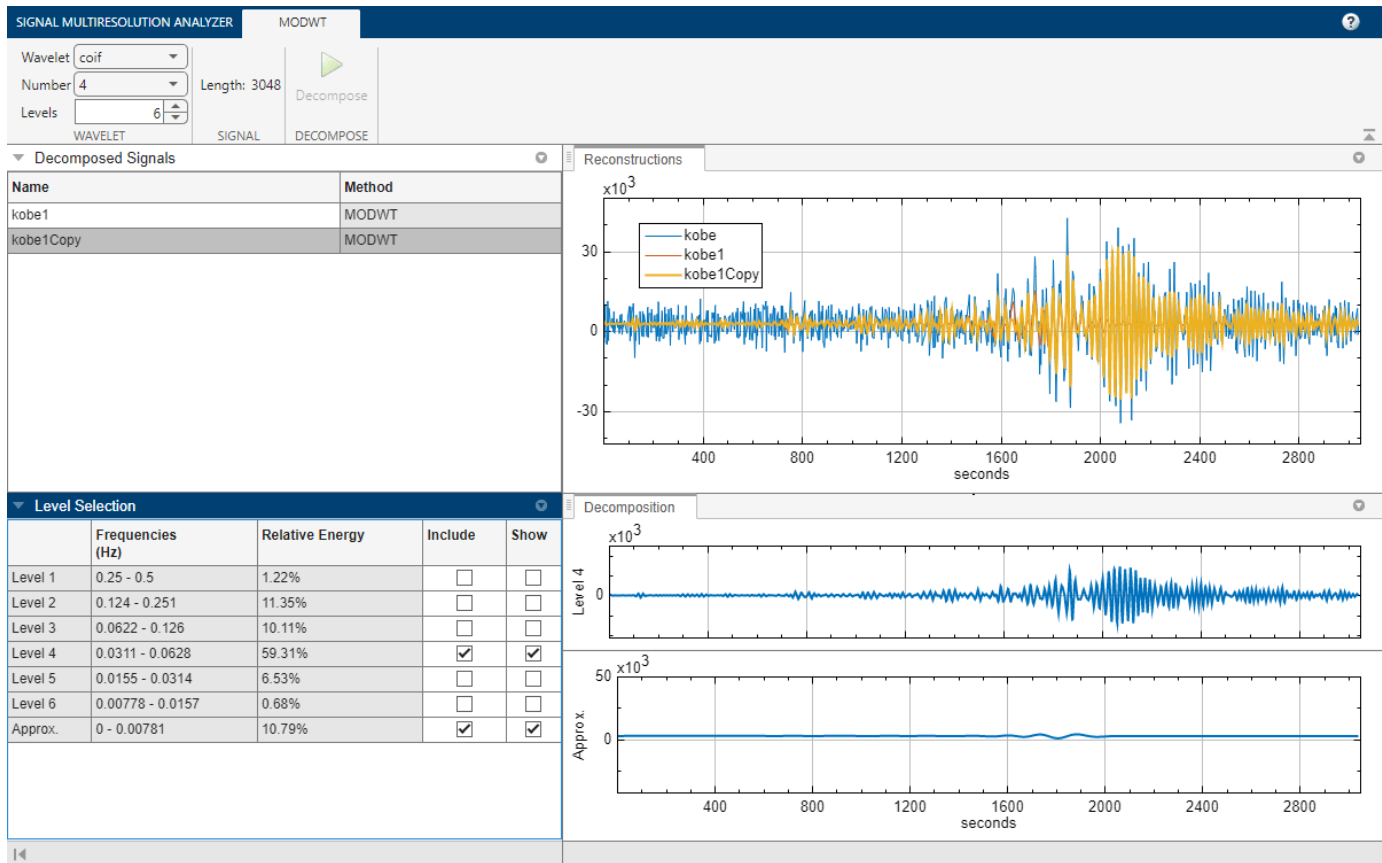 SIGNAL MULTIRESOLUTION ANALYZER MODWT ?
Wavelet coif
Number 4
Levels 6
Length: 3048
Decompose
WAVELET SIGNAL DECOMPOSE
Decomposed Signals
Name Method
kobe1 MODWT
kobe1Copy MODWT
Reconstructions
x10^3
kobe
kobe1
kobe1Copy
30
0
-30
400 800 1200 1600 2000 2400 2800
seconds
Level Selection
Frequencies (Hz) Relative Energy Include Show
Level 1 0.25 - 0.5 1.22%
Level 2 0.124 - 0.251 11.35%
Level 3 0.0622 - 0.126 10.11%
Level 4 0.0311 - 0.0628 59.31%
Level 5 0.0155 - 0.0314 6.53%
Level 6 0.00778 - 0.0157 0.68%
Approx. 0 - 0.00781 10.79%
Decomposition
x10^3
Level 4
0
50 x10^3
Approx.
0
400 800 1200 1600 2000 2400 2800
seconds